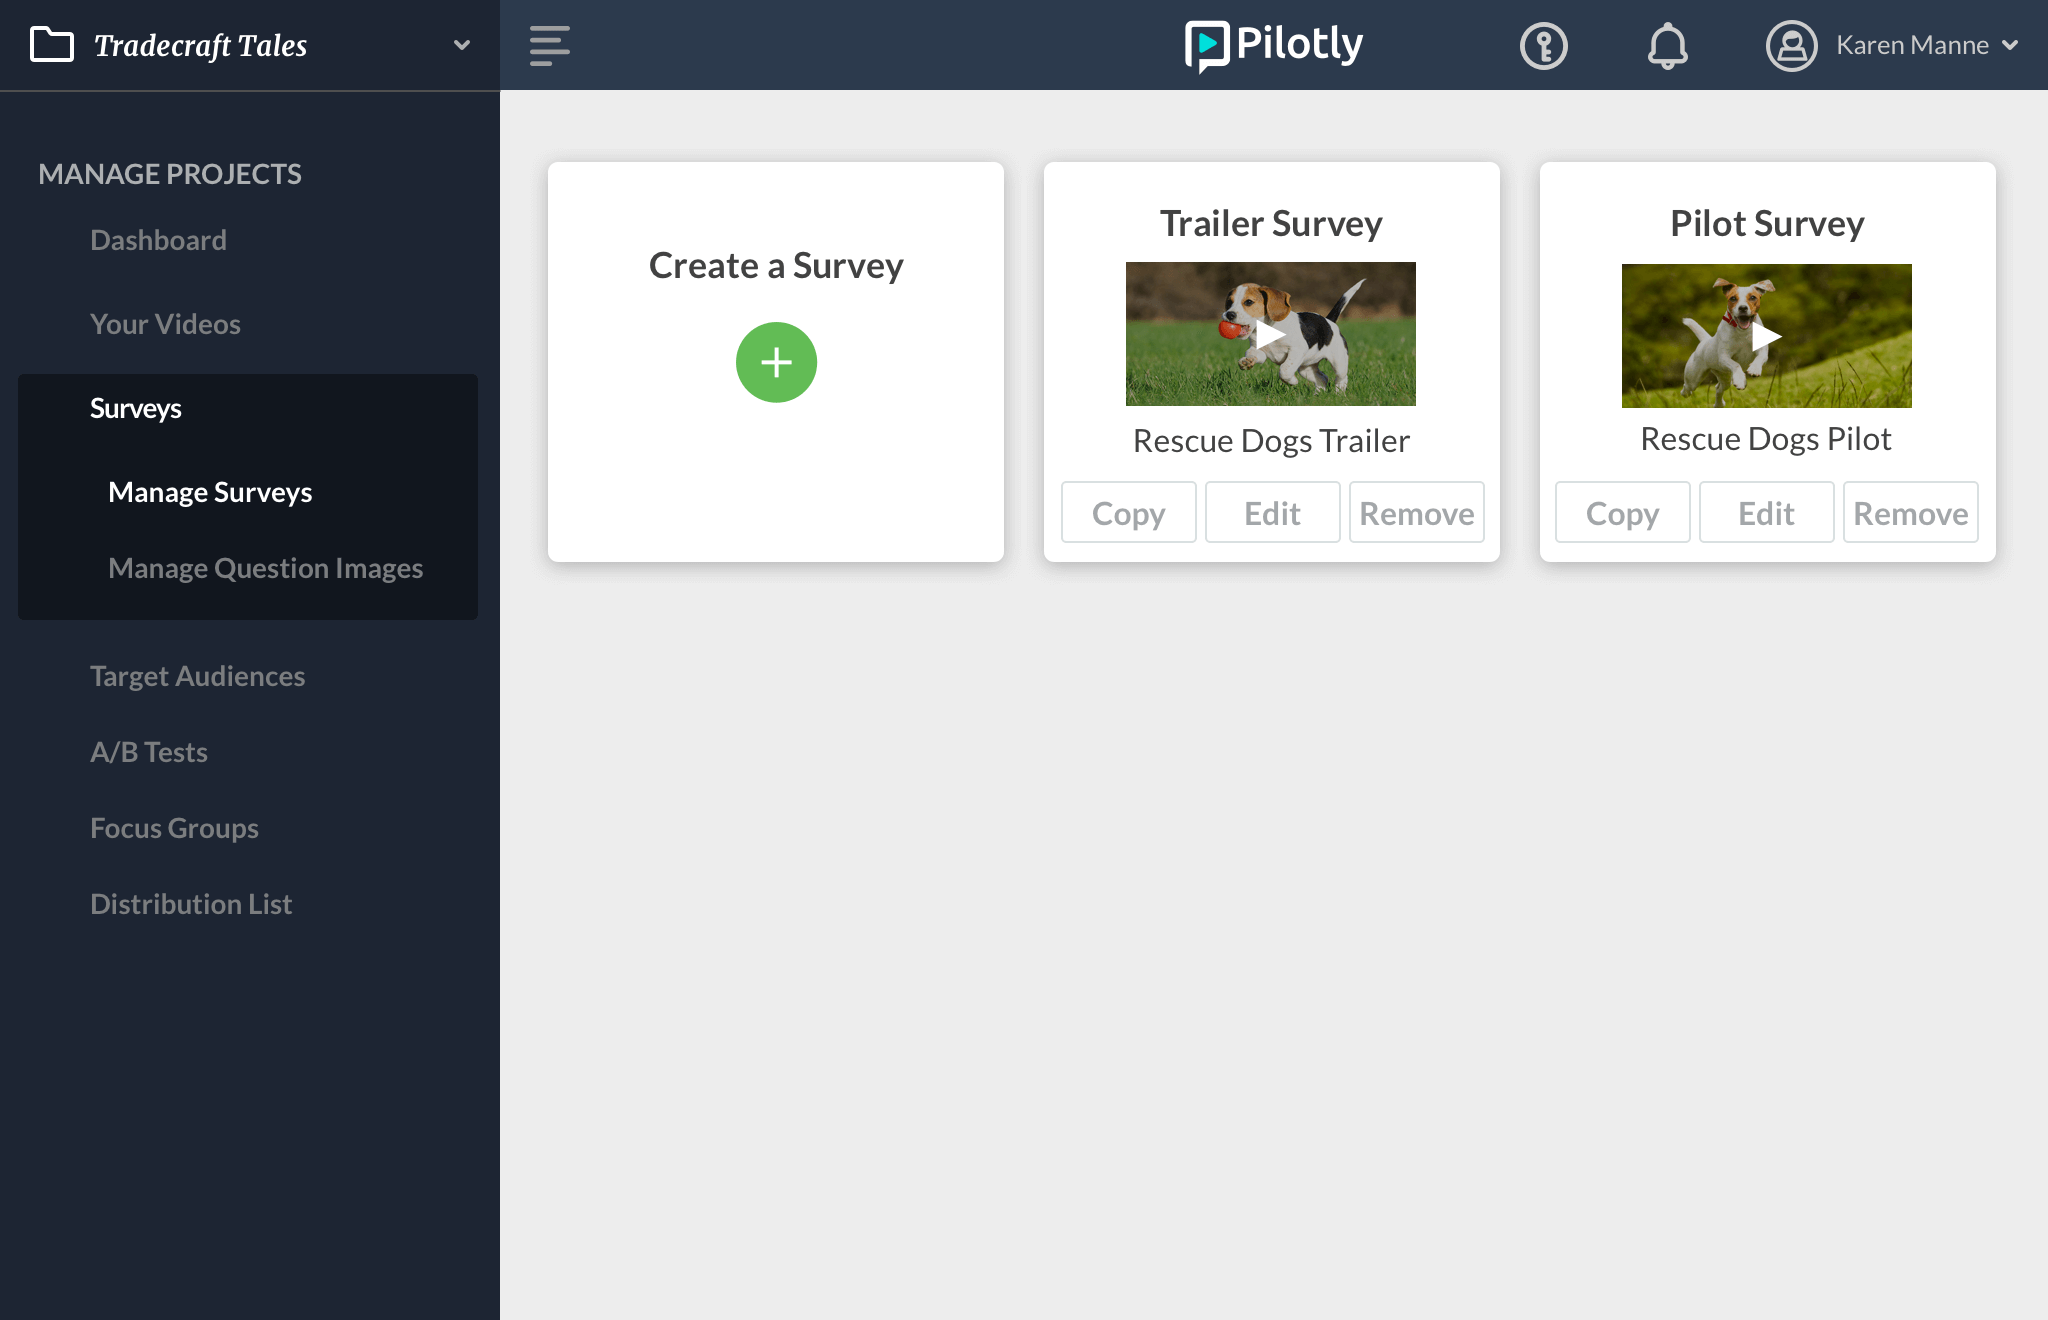 Tradecraft Tales
Pilotly
Karen Manne
MANAGE PROJECTS
Dashboard
Your Videos
Surveys
Manage Surveys
Manage Question Images
Target Audiences
A/B Tests
Focus Groups
Distribution List
Create a Survey
Trailer Survey
Rescue Dogs Trailer
Copy Edit Remove
Pilot Survey
Rescue Dogs Pilot
Copy Edit Remove